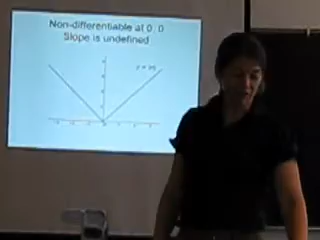 Non-differentiable at 0, 0
Slope is undefined